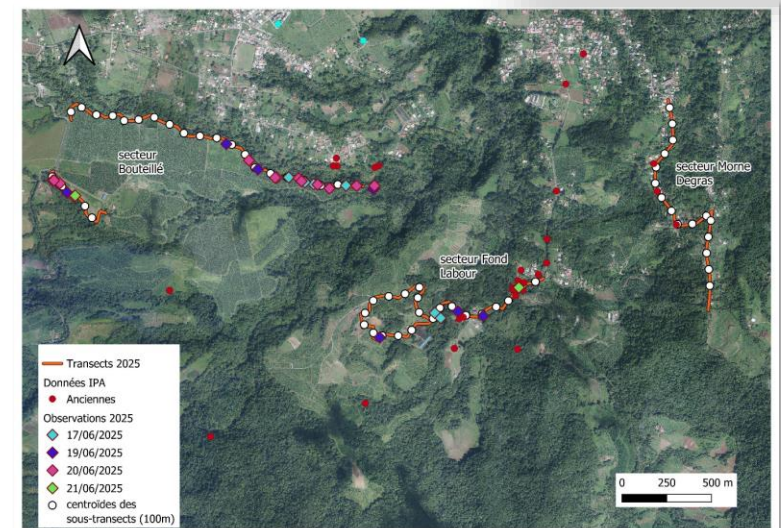 secteur
Bouteillé
secteur Morne
Degras
secteur Fond
Labour
Transects 2025
Données IPA
Anciennes
Observations 2025
17/06/2025
19/06/2025
20/06/2025
21/06/2025
centroïdes des
sous-transects (100m)
0 250 500 m